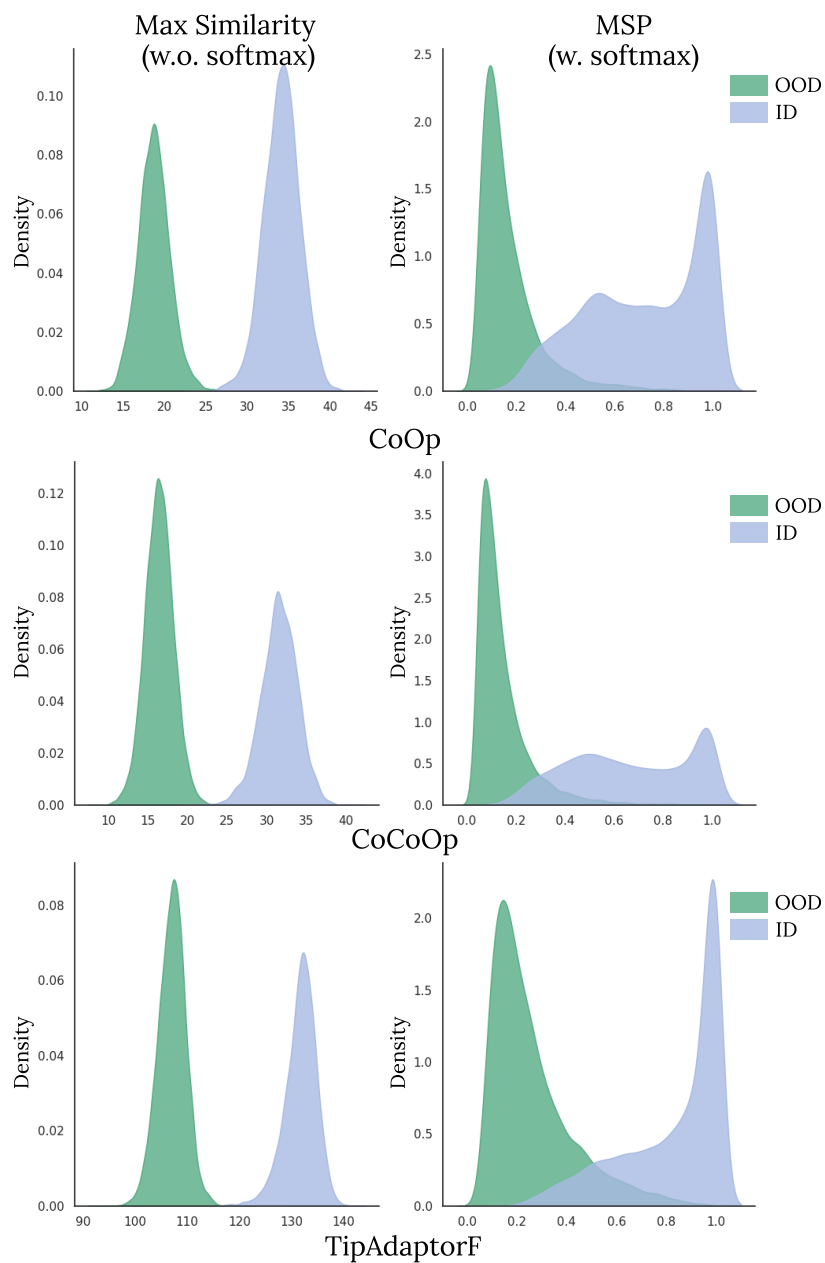 Max Similarity
(w.o. softmax)
MSP
(w. softmax)
Density
0.10
0.08
0.06
0.04
0.02
0.00
10 15 20 25 30 35 40 45
Density
2.5
2.0
1.5
1.0
0.5
0.0
0.0 0.2 0.4 0.6 0.8 1.0
OOD
ID
CoOp
Density
0.12
0.10
0.08
0.06
0.04
0.02
0.00
10 15 20 25 30 35 40
Density
4.0
3.5
3.0
2.5
2.0
1.5
1.0
0.5
0.0
0.0 0.2 0.4 0.6 0.8 1.0
OOD
ID
CoCoOp
Density
0.08
0.06
0.04
0.02
0.00
90 100 110 120 130 140
Density
2.0
1.5
1.0
0.5
0.0
0.0 0.2 0.4 0.6 0.8 1.0
OOD
ID
TipAdaptorF